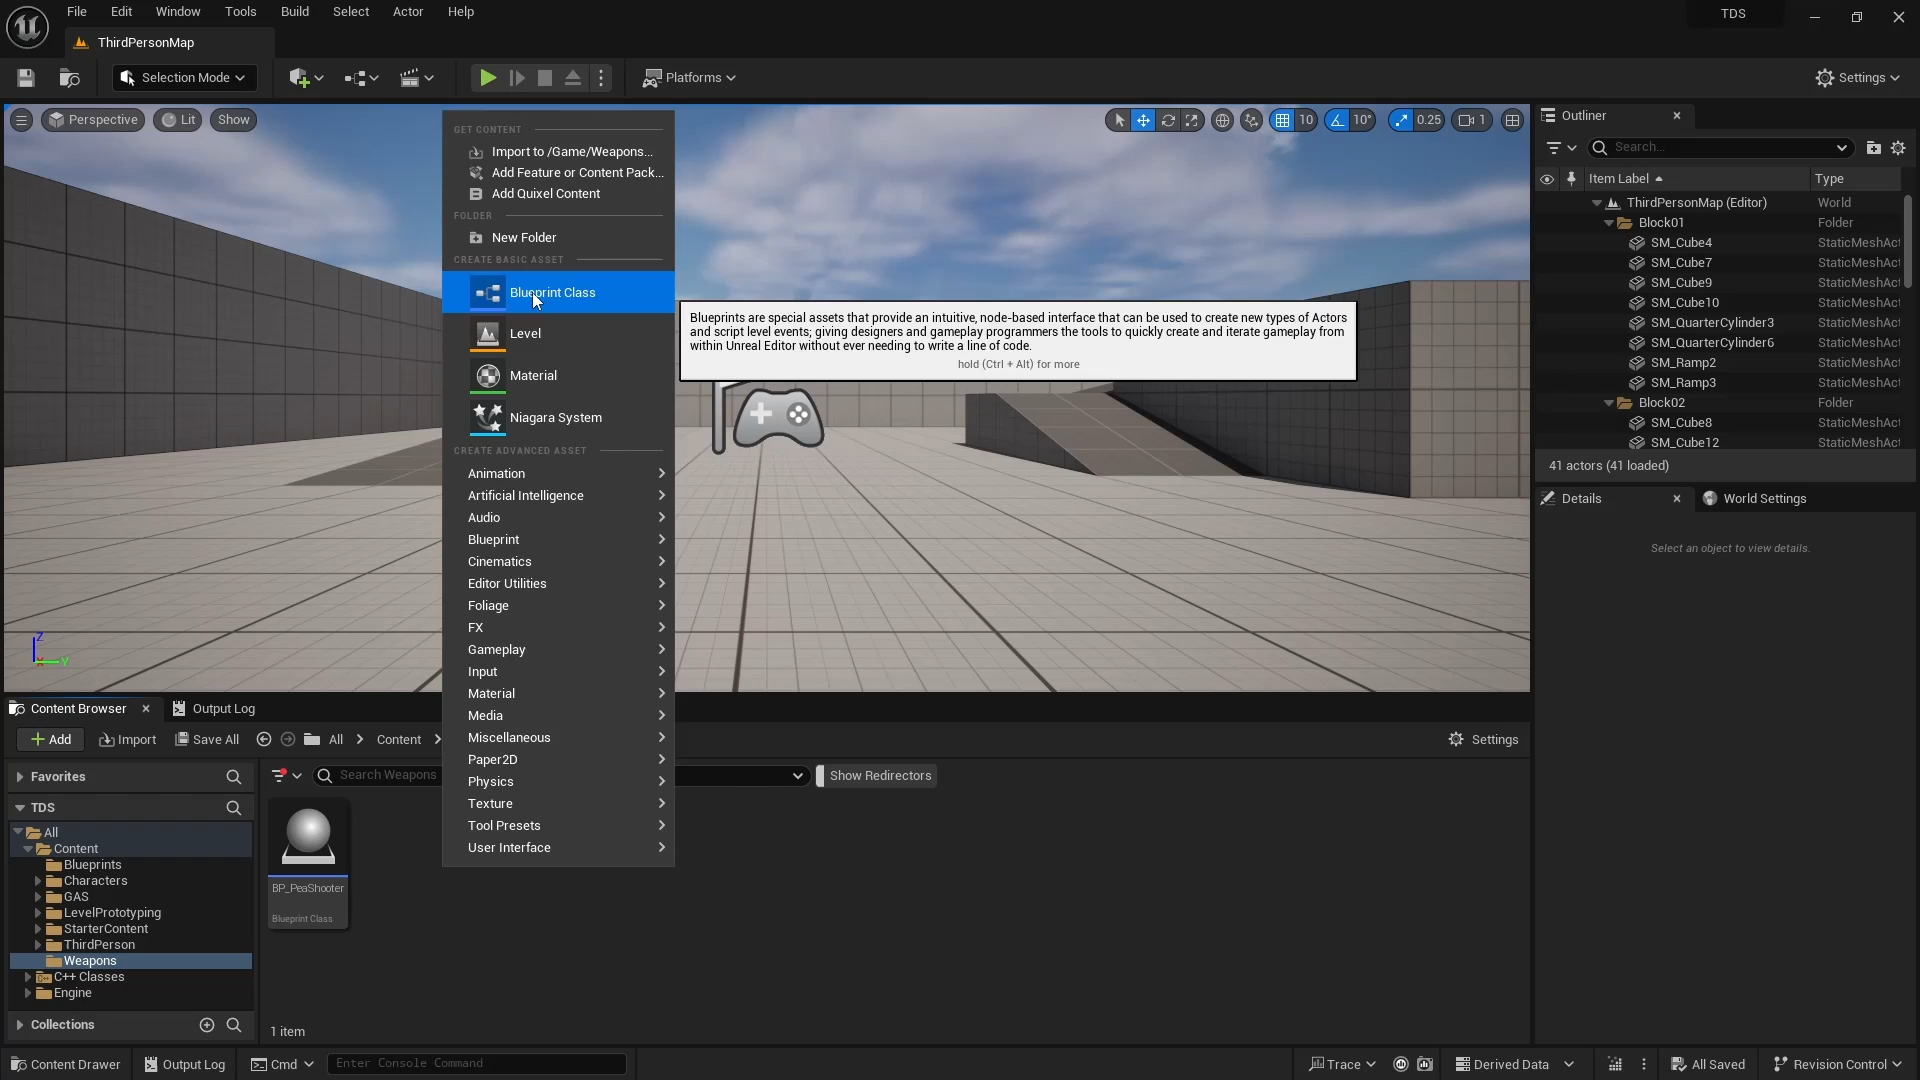 File Edit Window Tools Build Select Actor Help TDS
ThirdPersonMap
Selection Mode Platforms Settings
Perspective Lit Show 10 10° 0.25 1
GET CONTENT
Import to /Game/Weapons...
Add Feature or Content Pack...
Add Quixel Content
FOLDER
New Folder
CREATE BASIC ASSET
Blueprint Class
Level
Material
Niagara System
CREATE ADVANCED ASSET
Animation
Artificial Intelligence
Audio
Blueprint
Cinematics
Editor Utilities
Foliage
FX
Gameplay
Input
Material
Media
Miscellaneous
Paper2D
Physics
Texture
Tool Presets
User Interface
Blueprints are special assets that provide an intuitive, node-based interface that can be used to create new types of Actors
and script level events; giving designers and gameplay programmers the tools to quickly create and iterate gameplay from
within Unreal Editor without ever needing to write a line of code.
hold (Ctrl + Alt) for more
Z
X Y
Outliner
Search...
Item Label Type
ThirdPersonMap (Editor) World
Block01 Folder
SM_Cube4 StaticMeshAct
SM_Cube7 StaticMeshAct
SM_Cube9 StaticMeshAct
SM_Cube10 StaticMeshAct
SM_QuarterCylinder3 StaticMeshAct
SM_QuarterCylinder6 StaticMeshAct
SM_Ramp2 StaticMeshAct
SM_Ramp3 StaticMeshAct
Block02 Folder
SM_Cube8 StaticMeshAct
SM_Cube12 StaticMeshAct
41 actors (41 loaded)
Details World Settings
Select an object to view details.
Content Browser Output Log
Add Import Save All All Content Settings
Favorites
TDS
All
Content
Blueprints
Characters
GAS
LevelPrototyping
StarterContent
ThirdPerson
Weapons
C++ Classes
Engine
Collections
Search Weapons Show Redirectors
BP_PeaShooter
Blueprint Class
1 item
Content Drawer Output Log Cmd Enter Console Command Trace Derived Data All Saved Revision Control